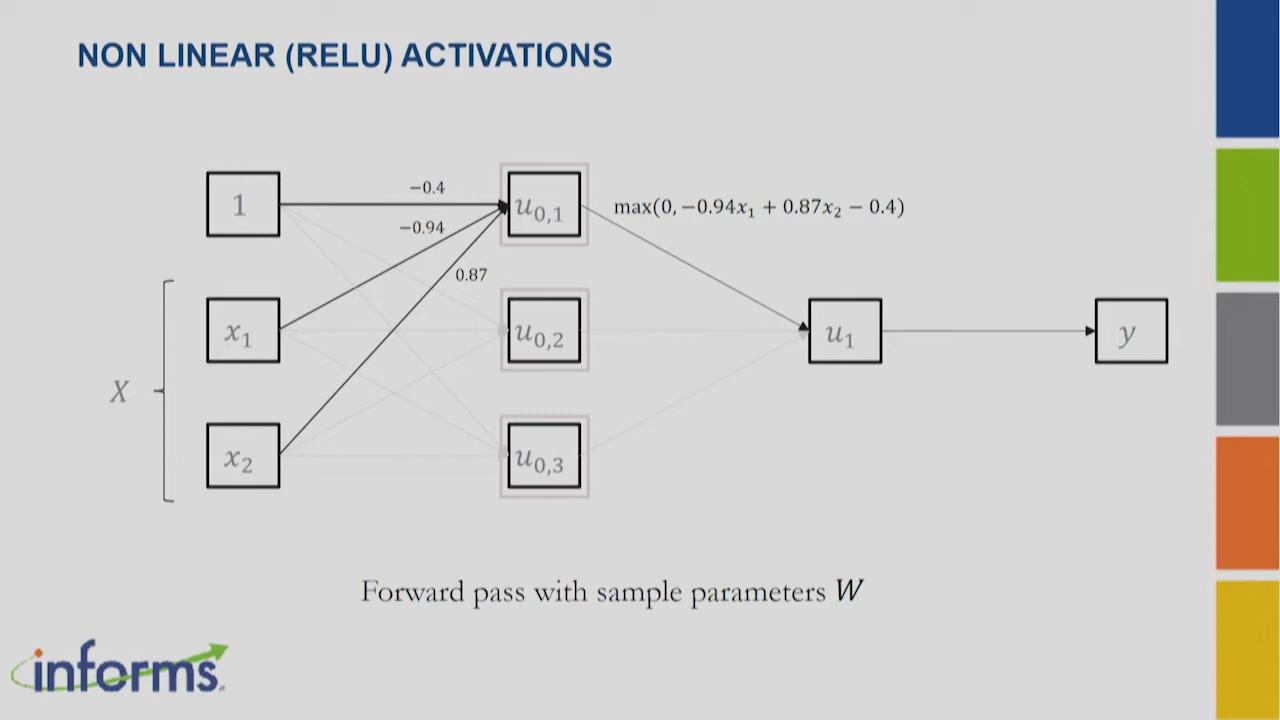 NON LINEAR (RELU) ACTIVATIONS
1
−0.4
u₀,₁
max(0, −0.94x₁ + 0.87x₂ − 0.4)
−0.94
0.87
X
x₁
u₀,₂
u₁
y
x₂
u₀,₃
Forward pass with sample parameters W
informs